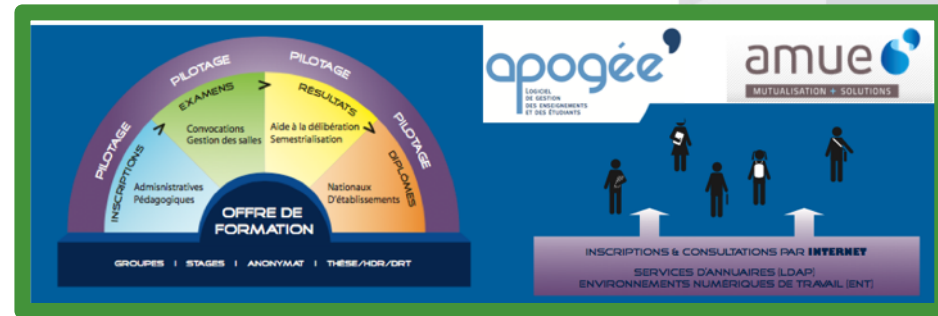 PILOTAGE
PILOTAGE
PILOTAGE
PILOTAGE
INSCRIPTIONS
Admisnistratives
Pédagogiques
>
EXAMENS
Convocations
Gestion des salles
>
RÉSULTATS
Aide à la délibération
Semestrialisation
>
DIPLÔMES
Nationaux
D'établissements
OFFRE DE
FORMATION
GROUPES I STAGES I ANONYMAT I THÈSE/HDR/DRT
apogée
LOGICIEL
DE GESTION
DES ENSEIGNEMENTS
ET DES ÉTUDIANTS
amue
MUTUALISATION + SOLUTIONS
INSCRIPTIONS & CONSULTATIONS PAR INTERNET
SERVICES D'ANNUAIRES (LDAP)
ENVIRONNEMENTS NUMÉRIQUES DE TRAVAIL (ENT)